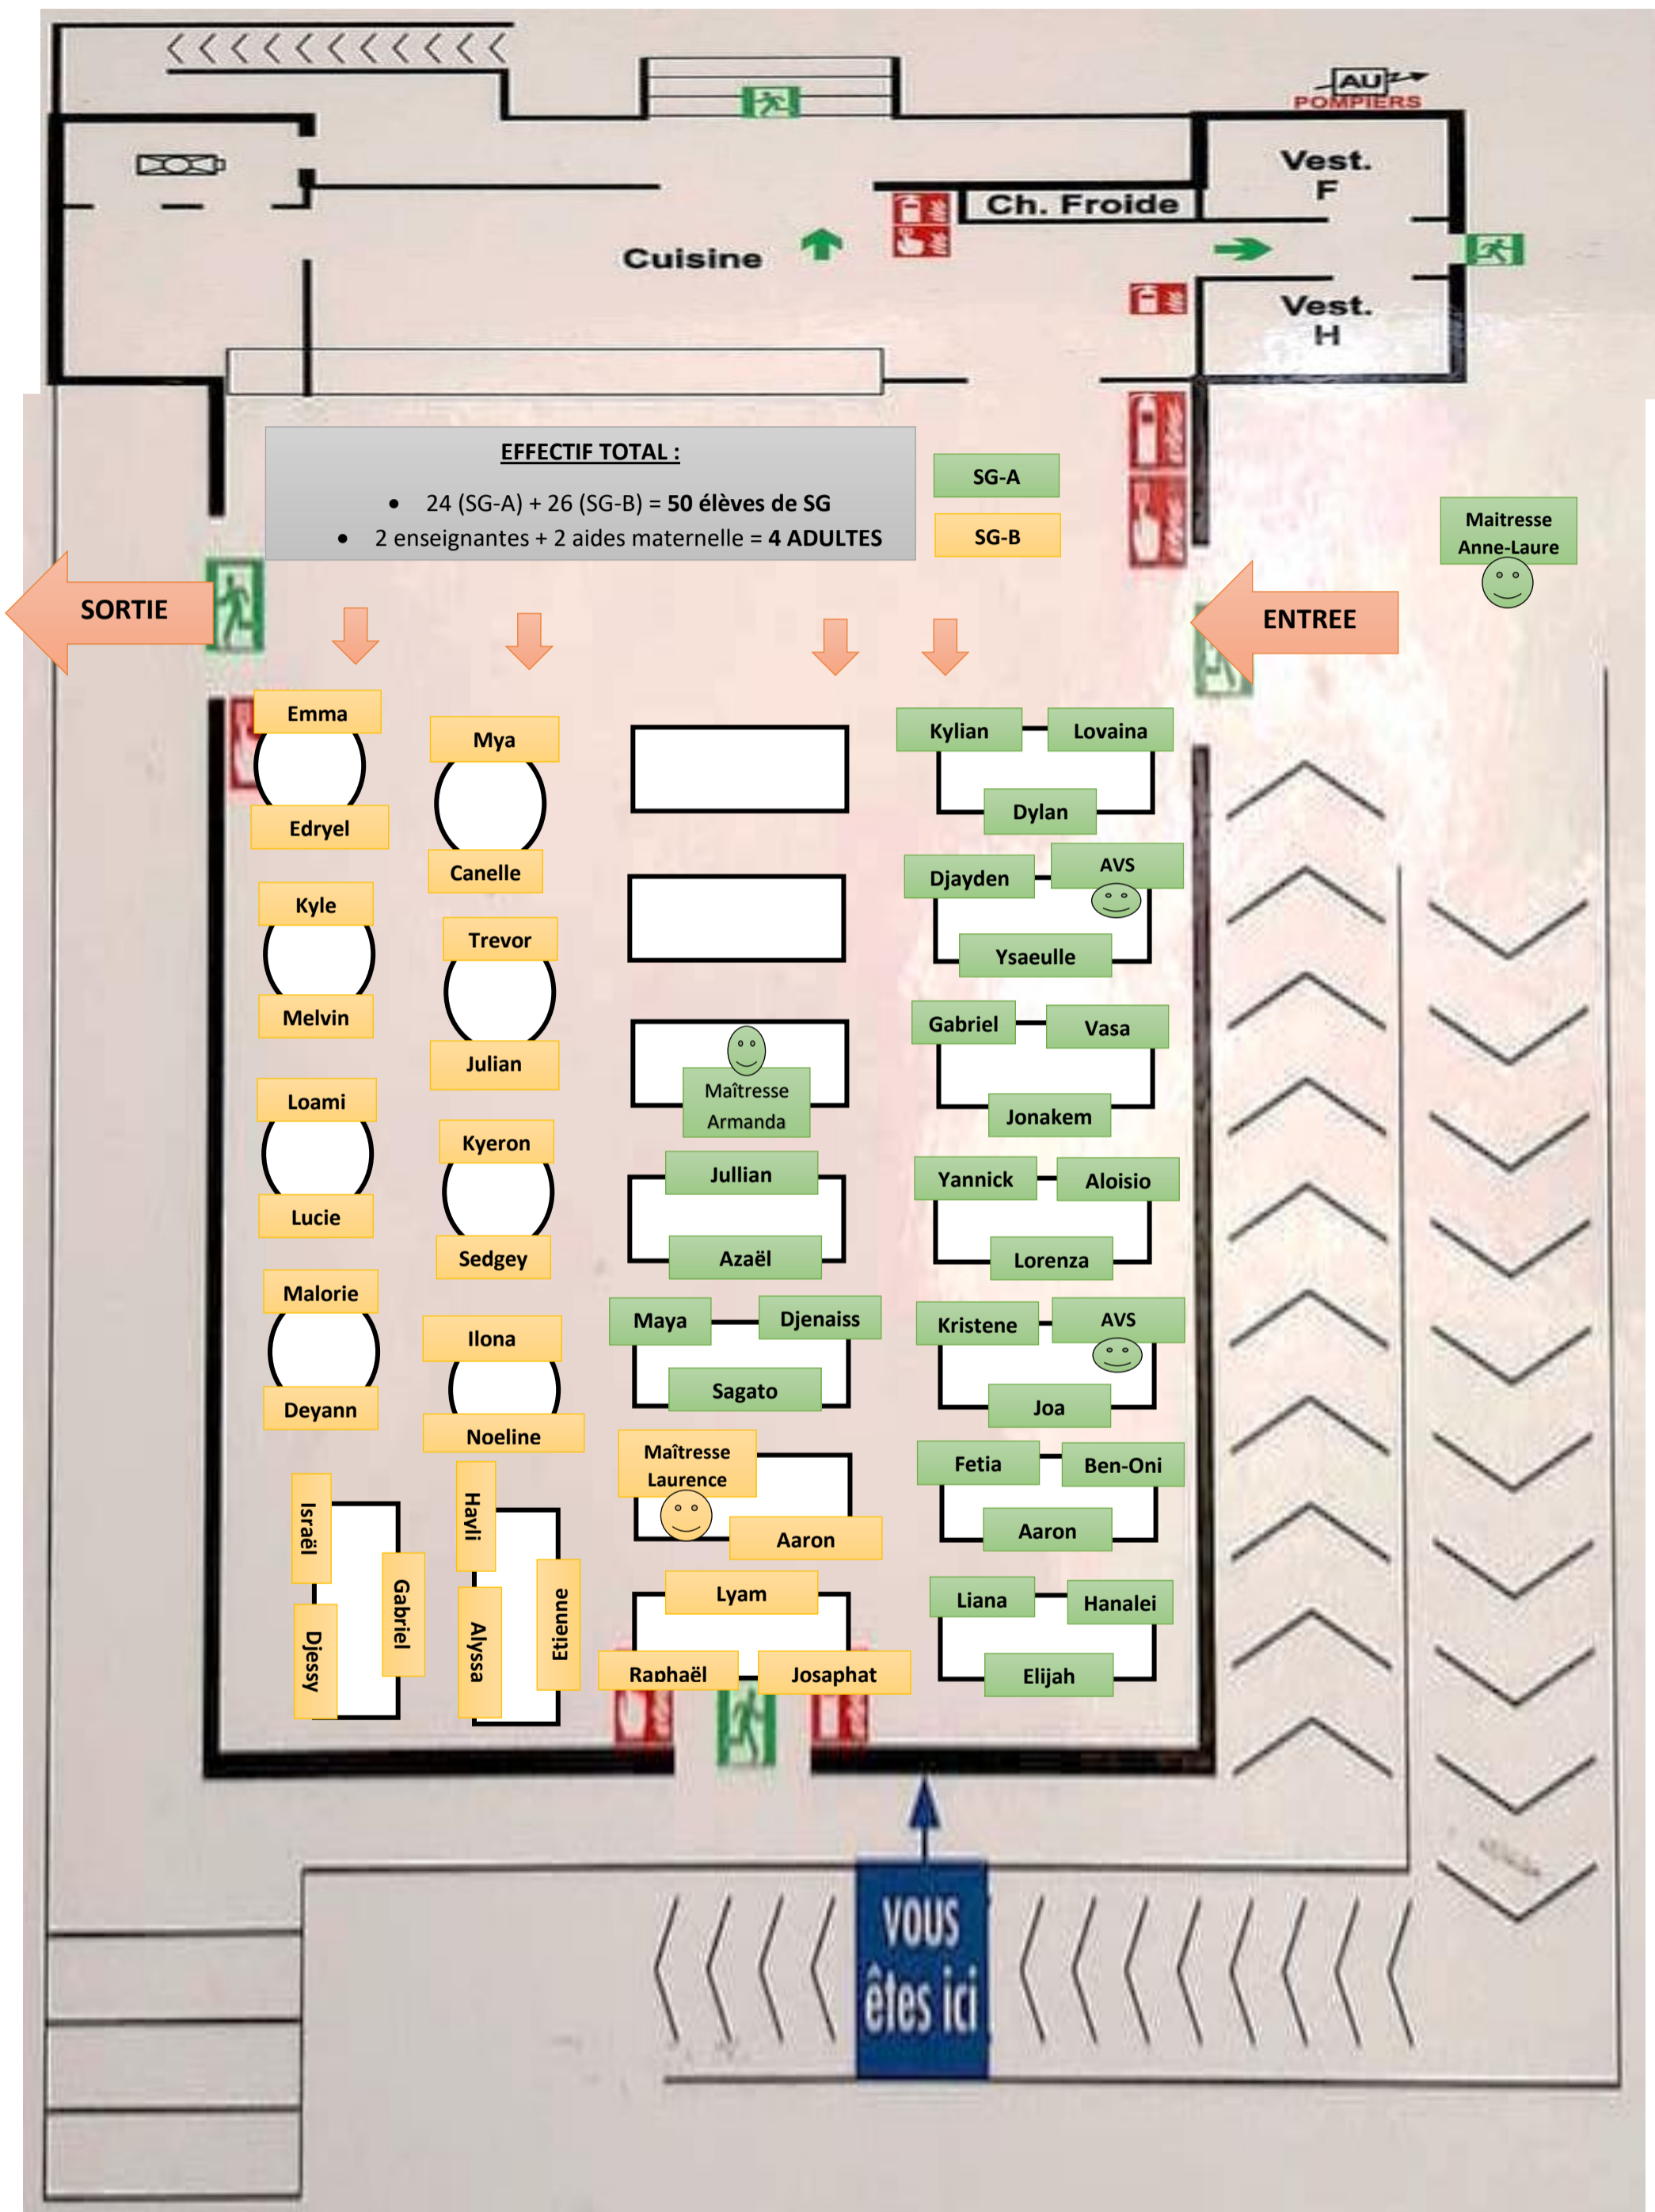 AU
POMPIERS
Vest.
F
Ch. Froide
Cuisine
Vest.
H
EFFECTIF TOTAL :
• 24 (SG-A) + 26 (SG-B) = 50 élèves de SG
• 2 enseignantes + 2 aides maternelle = 4 ADULTES
SG-A
SG-B
Maitresse
Anne-Laure
SORTIE
ENTREE
Emma
Edryel
Kyle
Melvin
Loami
Lucie
Malorie
Deyann
Israël
Djessy
Gabriel
Mya
Canelle
Trevor
Julian
Kyeron
Sedgey
Ilona
Noeline
Hayli
Alyssa
Etienne
Maîtresse
Armanda
Jullian
Azaël
Maya
Djenaiss
Sagato
Maîtresse
Laurence
Aaron
Lyam
Raphaël
Josaphat
Kylian
Lovaina
Dylan
Djayden
AVS
Ysaeulle
Gabriel
Vasa
Jonakem
Yannick
Aloisio
Lorenza
Kristene
AVS
Joa
Fetia
Ben-Oni
Aaron
Liana
Hanalei
Elijah
VOUS
êtes ici